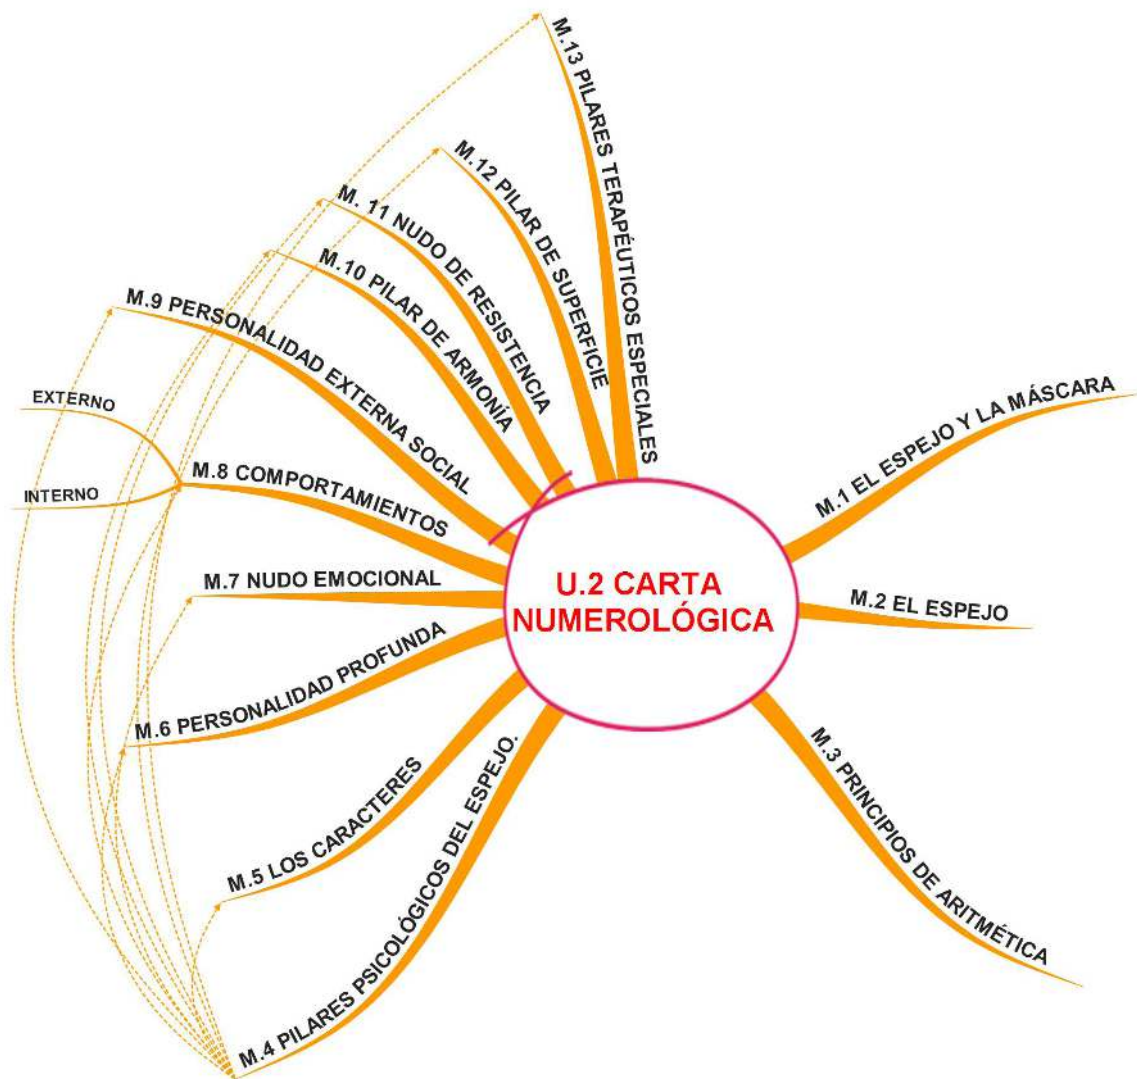 U.2 CARTA
NUMEROLÓGICA
M.1 EL ESPEJO Y LA MÁSCARA
M.2 EL ESPEJO
M.3 PRINCIPIOS DE ARITMÉTICA
M.4 PILARES PSICOLÓGICOS DEL ESPEJO.
M.5 LOS CARACTERES
M.6 PERSONALIDAD PROFUNDA
M.7 NUDO EMOCIONAL
M.8 COMPORTAMIENTOS
EXTERNO
INTERNO
M.9 PERSONALIDAD EXTERNA SOCIAL
M.10 PILAR DE ARMONÍA
M. 11 NUDO DE RESISTENCIA
M.12 PILAR DE SUPERFICIE
M.13 PILARES TERAPÉUTICOS ESPECIALES